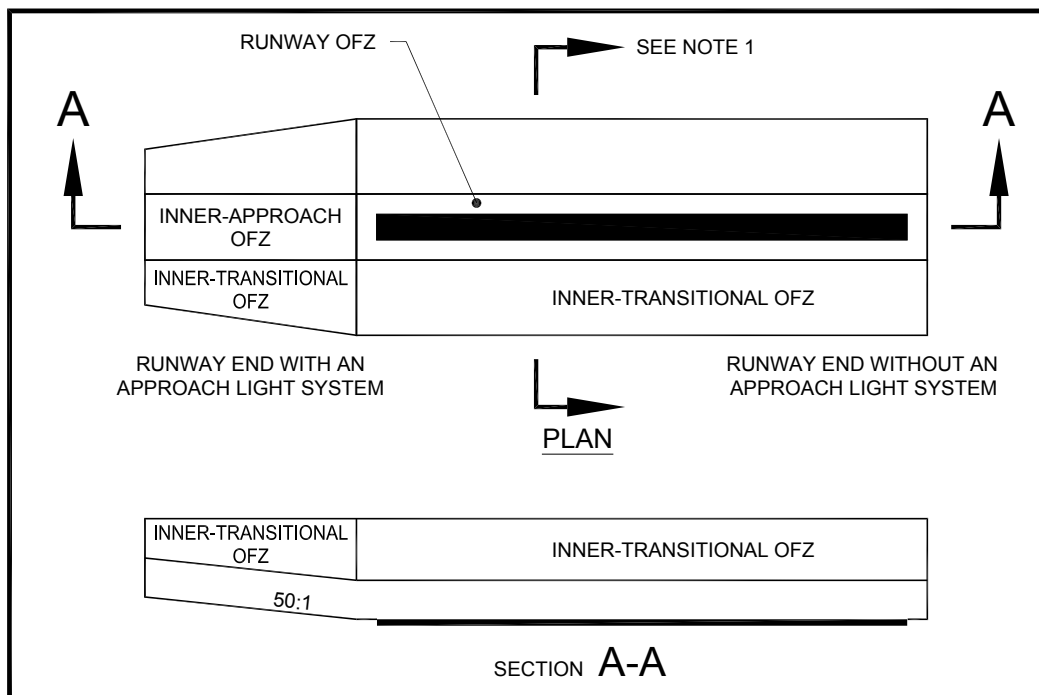 RUNWAY OFZ
SEE NOTE 1
A
A
INNER-APPROACH
OFZ
INNER-TRANSITIONAL
OFZ
INNER-TRANSITIONAL OFZ
RUNWAY END WITH AN
APPROACH LIGHT SYSTEM
RUNWAY END WITHOUT AN
APPROACH LIGHT SYSTEM
PLAN
INNER-TRANSITIONAL
OFZ
INNER-TRANSITIONAL OFZ
50:1
SECTION A-A